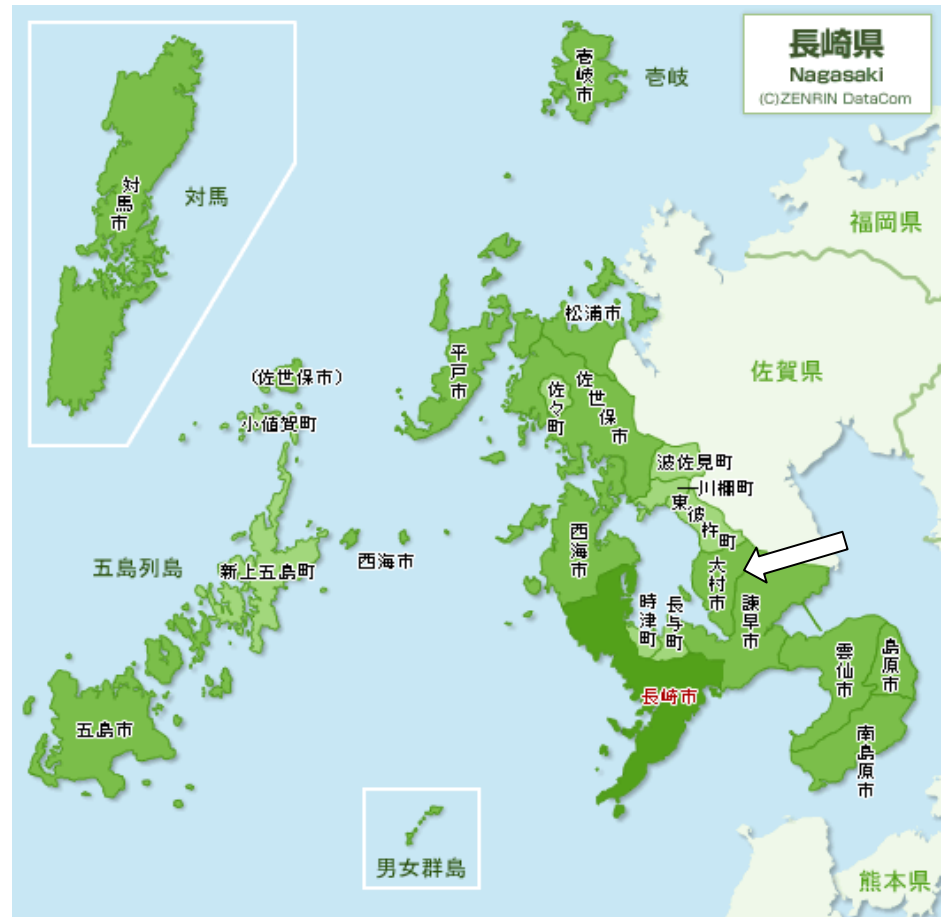 長崎県
Nagasaki
(C)ZENRIN DataCom
壱岐市
壱岐
対馬市
対馬
福岡県
松浦市
平戸市
佐賀県
(佐世保市)
佐々町
佐世保市
小値賀町
波佐見町
川棚町
東彼杵町
西海市
西海市
五島列島
新上五島町
大村市
諫早市
時津町
長与町
雲仙市
島原市
長崎市
五島市
南島原市
男女群島
熊本県